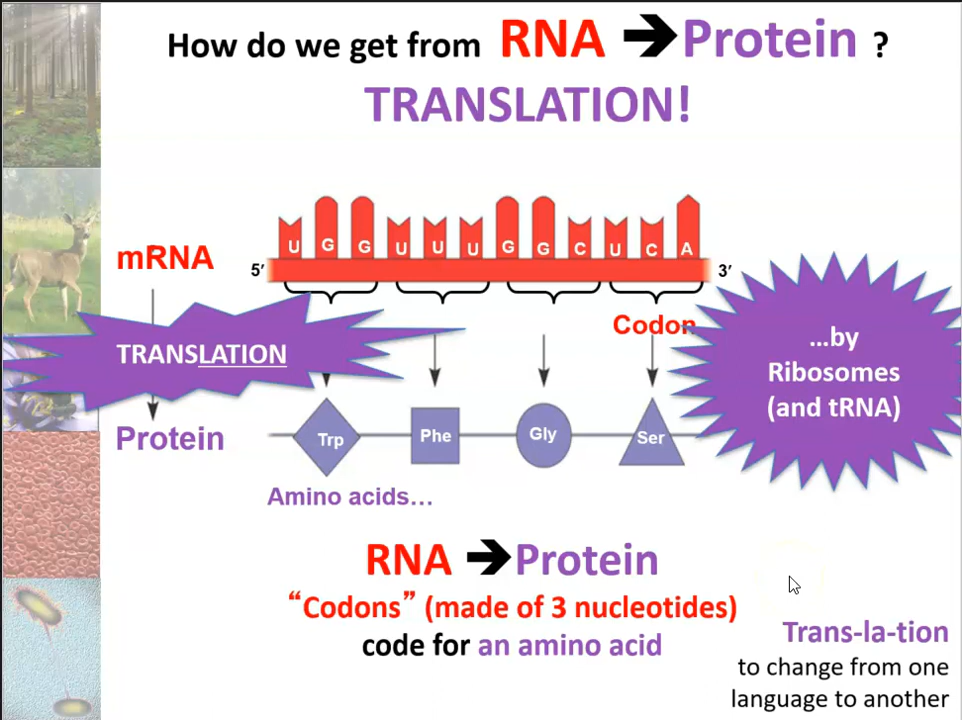 How do we get from RNA ➔ Protein ?
TRANSLATION!
U G G U U U G G C U C A
mRNA
5′ 3′
Codon
TRANSLATION
…by
Ribosomes
(and tRNA)
Protein
Trp Phe Gly Ser
Amino acids…
RNA ➔ Protein
“Codons” (made of 3 nucleotides)
code for an amino acid
Trans-la-tion
to change from one
language to another